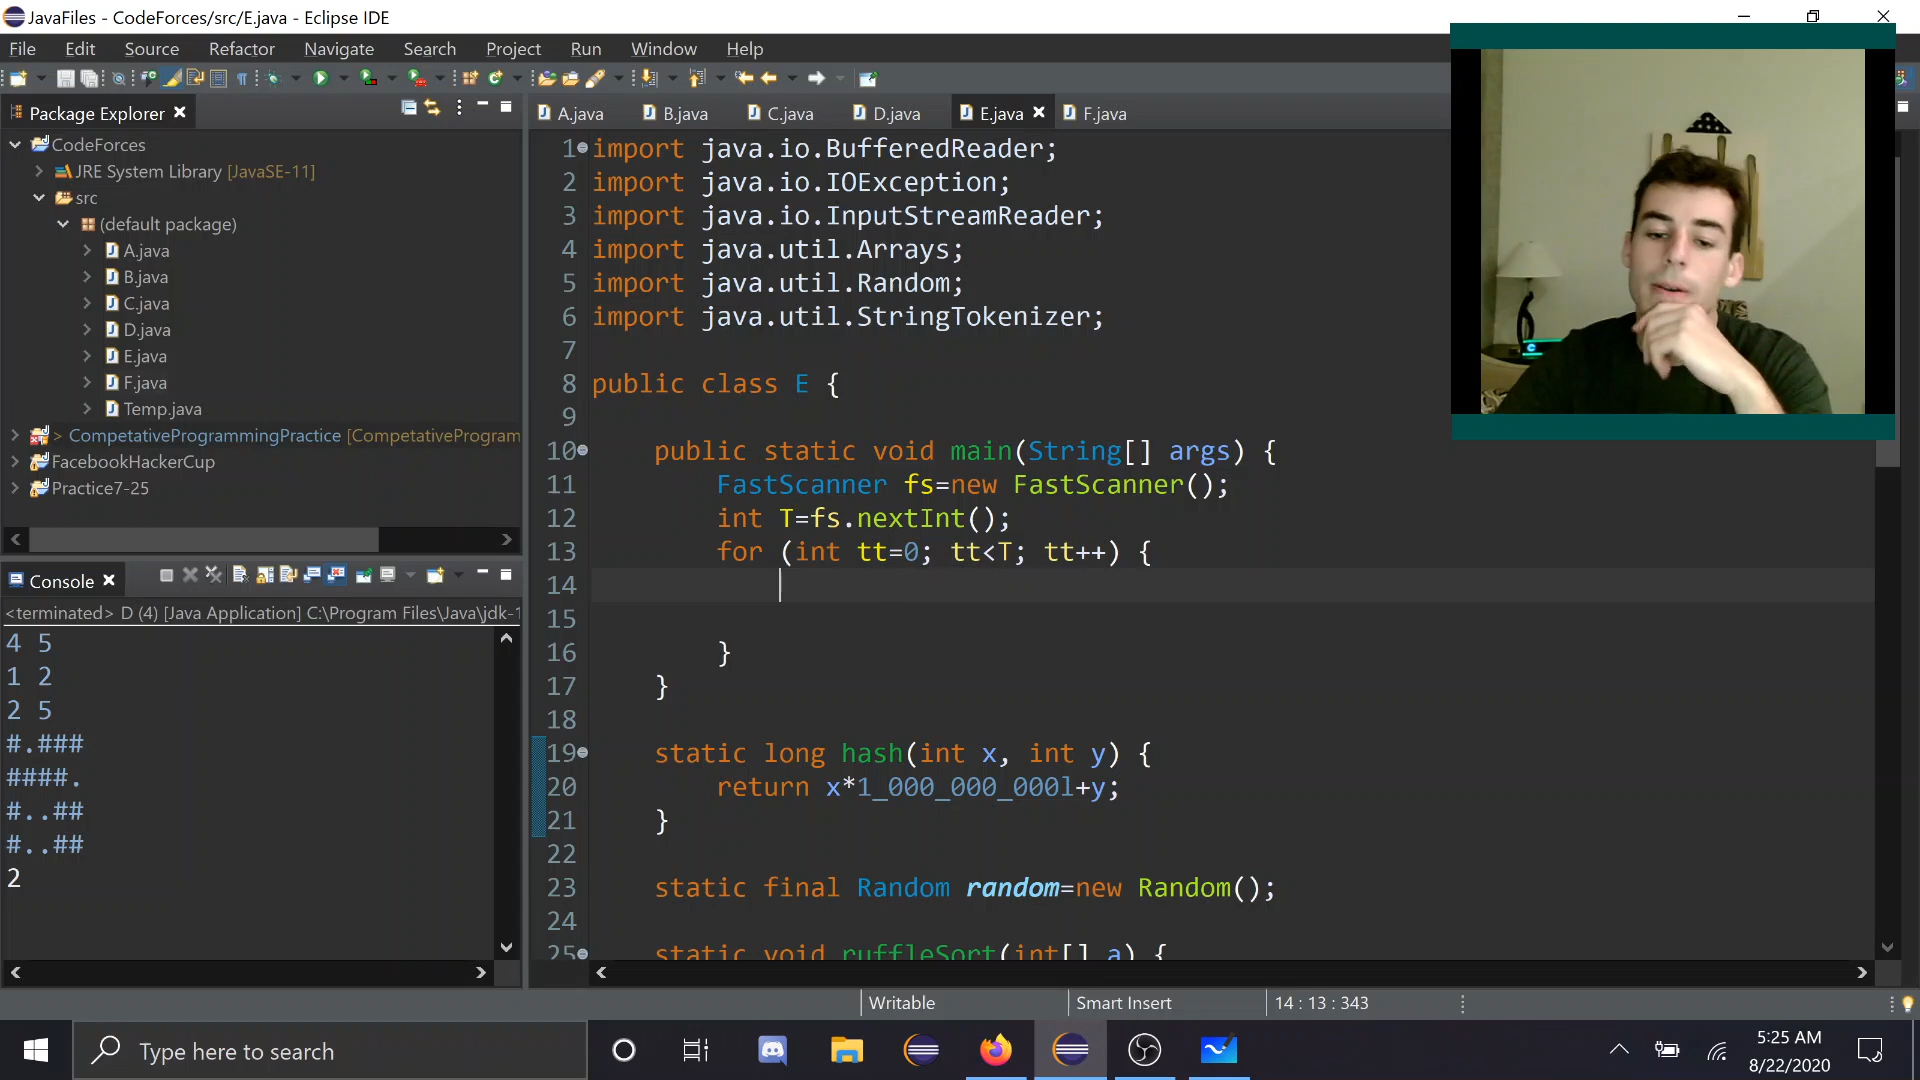 JavaFiles - CodeForces/src/E.java - Eclipse IDE
File Edit Source Refactor Navigate Search Project Run Window Help
Package Explorer
CodeForces
JRE System Library [JavaSE-11]
src
(default package)
A.java
B.java
C.java
D.java
E.java
F.java
Temp.java
> CompetativeProgrammingPractice [CompetativeProgram
FacebookHackerCup
Practice7-25
Console
<terminated> D (4) [Java Application] C:\Program Files\Java\jdk-1
4 5
1 2
2 5
#.###
####.
#..##
#..##
2
A.java B.java C.java D.java E.java F.java
1 import java.io.BufferedReader;
2 import java.io.IOException;
3 import java.io.InputStreamReader;
4 import java.util.Arrays;
5 import java.util.Random;
6 import java.util.StringTokenizer;
7
8 public class E {
9
10 public static void main(String[] args) {
11 FastScanner fs=new FastScanner();
12 int T=fs.nextInt();
13 for (int tt=0; tt<T; tt++) {
14
15
16 }
17 }
18
19 static long hash(int x, int y) {
20 return x*1_000_000_000l+y;
21 }
22
23 static final Random random=new Random();
24
25 static void ruffleSort(int[] a) {
Writable Smart Insert 14 : 13 : 343
Type here to search
5:25 AM
8/22/2020